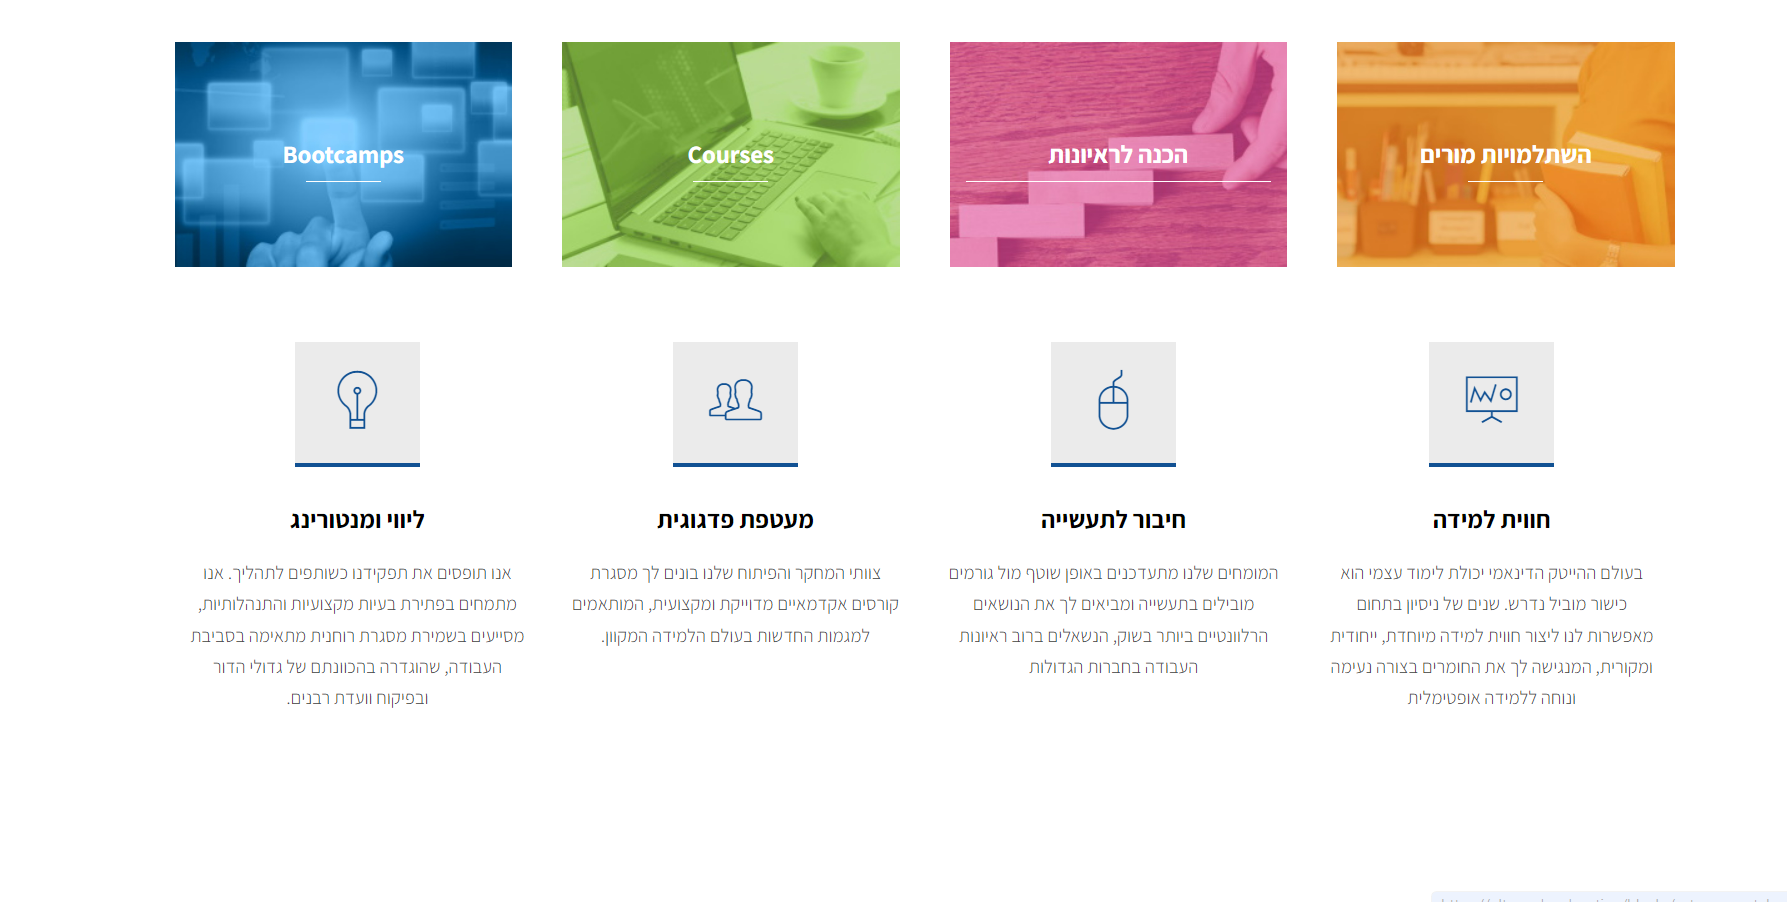 השתלמויות מורים
הכנה לראיונות
Courses
Bootcamps
חווית למידה
בעולם ההייטק הדינאמי יכולת לימוד עצמי הוא
כישור מוביל נדרש. שנים של ניסיון בתחום
מאפשרות לנו ליצור חווית למידה מיוחדת, ייחודית
ומקורית, המנגישה לך את החומרים בצורה נעימה
ונוחה ללמידה אופטימלית
חיבור לתעשייה
המומחים שלנו מתעדכנים באופן שוטף מול גורמים
מובילים בתעשייה ומביאים לך את הנושאים
הרלוונטיים ביותר בשוק, הנשאלים ברוב ראיונות
העבודה בחברות הגדולות
מעטפת פדגוגית
צוותי המחקר והפיתוח שלנו בונים לך מסגרת
קורסים אקדמאיים מדוייקת ומקצועית, המותאמים
למגמות החדשות בעולם הלמידה המקוון.
ליווי ומנטורינג
אנו תופסים את תפקידנו כשותפים לתהליך. אנו
מתמחים בפתירת בעיות מקצועיות והתנהלותיות,
מסייעים בשמירת מסגרת רוחנית מתאימה בסביבת
העבודה, שהוגדרה בהכוונתם של גדולי הדור
ובפיקוח וועדת רבנים.